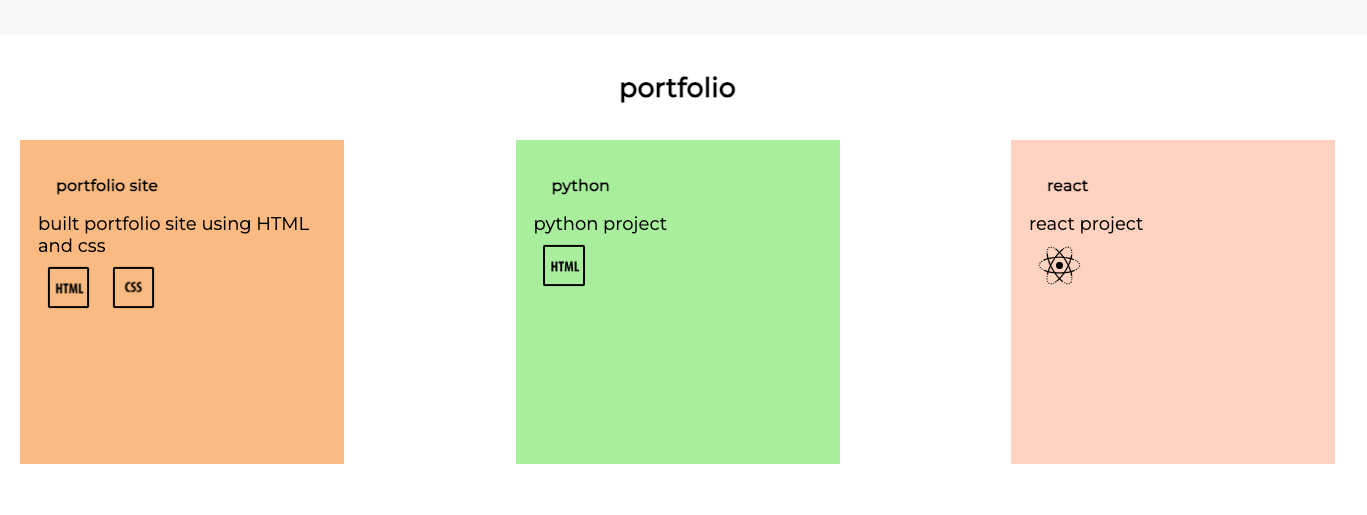 portfolio
portfolio site
built portfolio site using HTML
and css
HTML CSS
python
python project
HTML
react
react project